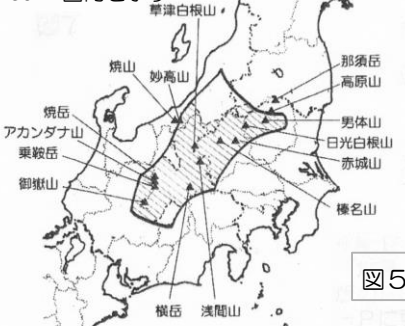 草津白根山
焼山
妙高山
那須岳
高原山
焼岳
アカンダナ山
乗鞍岳
御嶽山
男体山
日光白根山
赤城山
榛名山
横岳
浅間山
図5